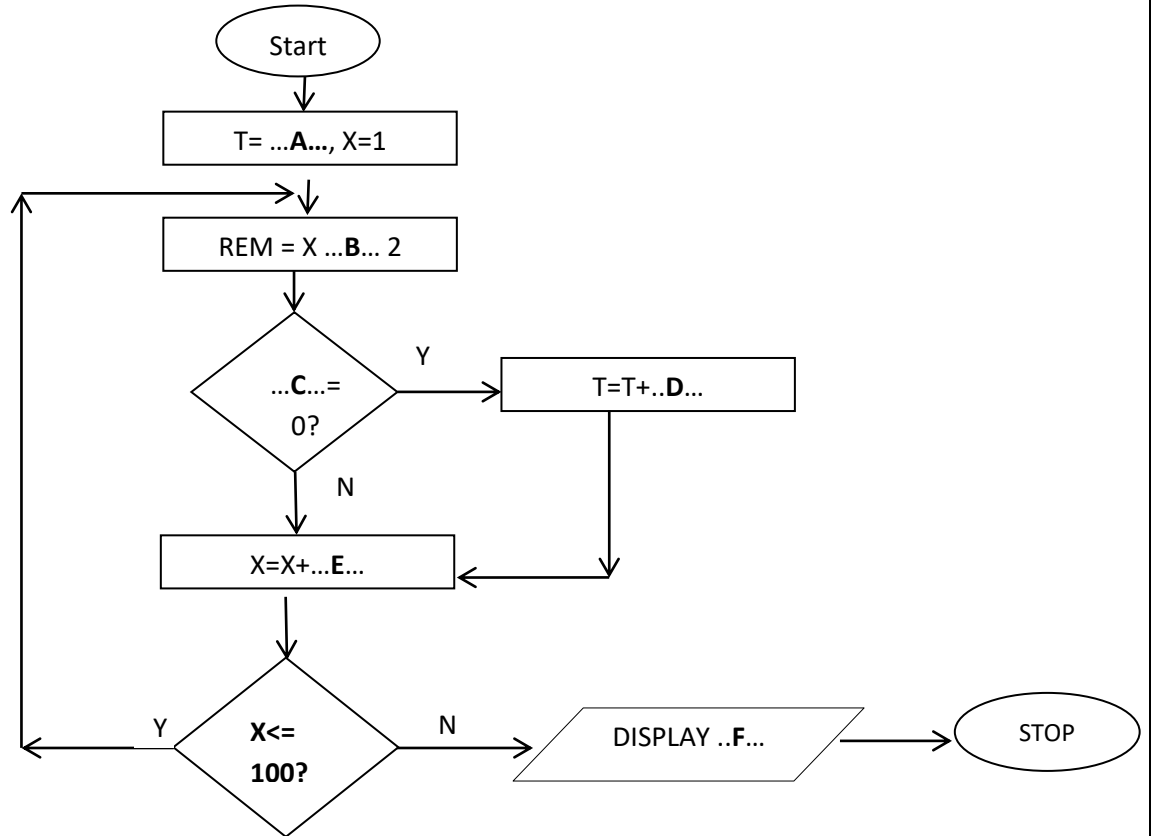 Start
T= ...A..., X=1
REM = X ...B... 2
...C...=
0?
Y
T=T+..D...
N
X=X+...E...
X<=
100?
Y
N
DISPLAY ..F...
STOP